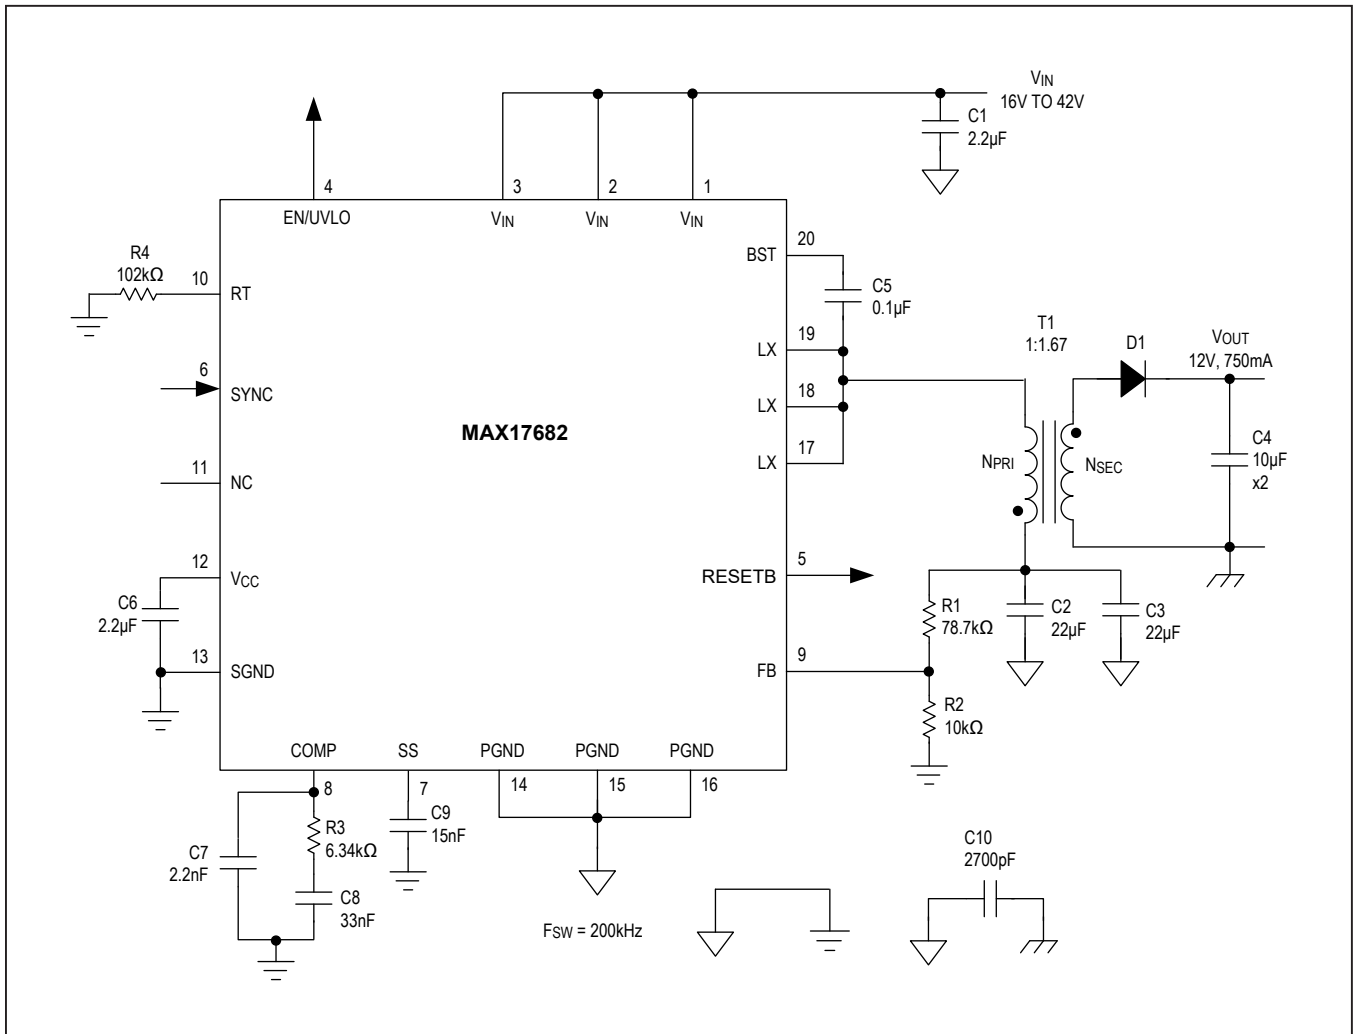 VIN
16V TO 42V
C1
2.2µF
4
3
2
1
EN/UVLO
VIN
VIN
VIN
20
BST
R4
102kΩ
10
RT
C5
0.1µF
19
LX
T1
1:1.67
D1
VOUT
12V, 750mA
6
SYNC
18
LX
MAX17682
17
LX
NPRI
NSEC
C4
10µF
x2
11
NC
12
VCC
5
RESETB
C6
2.2µF
R1
78.7kΩ
C2
22µF
C3
22µF
13
SGND
9
FB
R2
10kΩ
COMP
SS
PGND
PGND
PGND
8
7
14
15
16
C9
15nF
R3
6.34kΩ
C7
2.2nF
C8
33nF
C10
2700pF
FSW = 200kHz